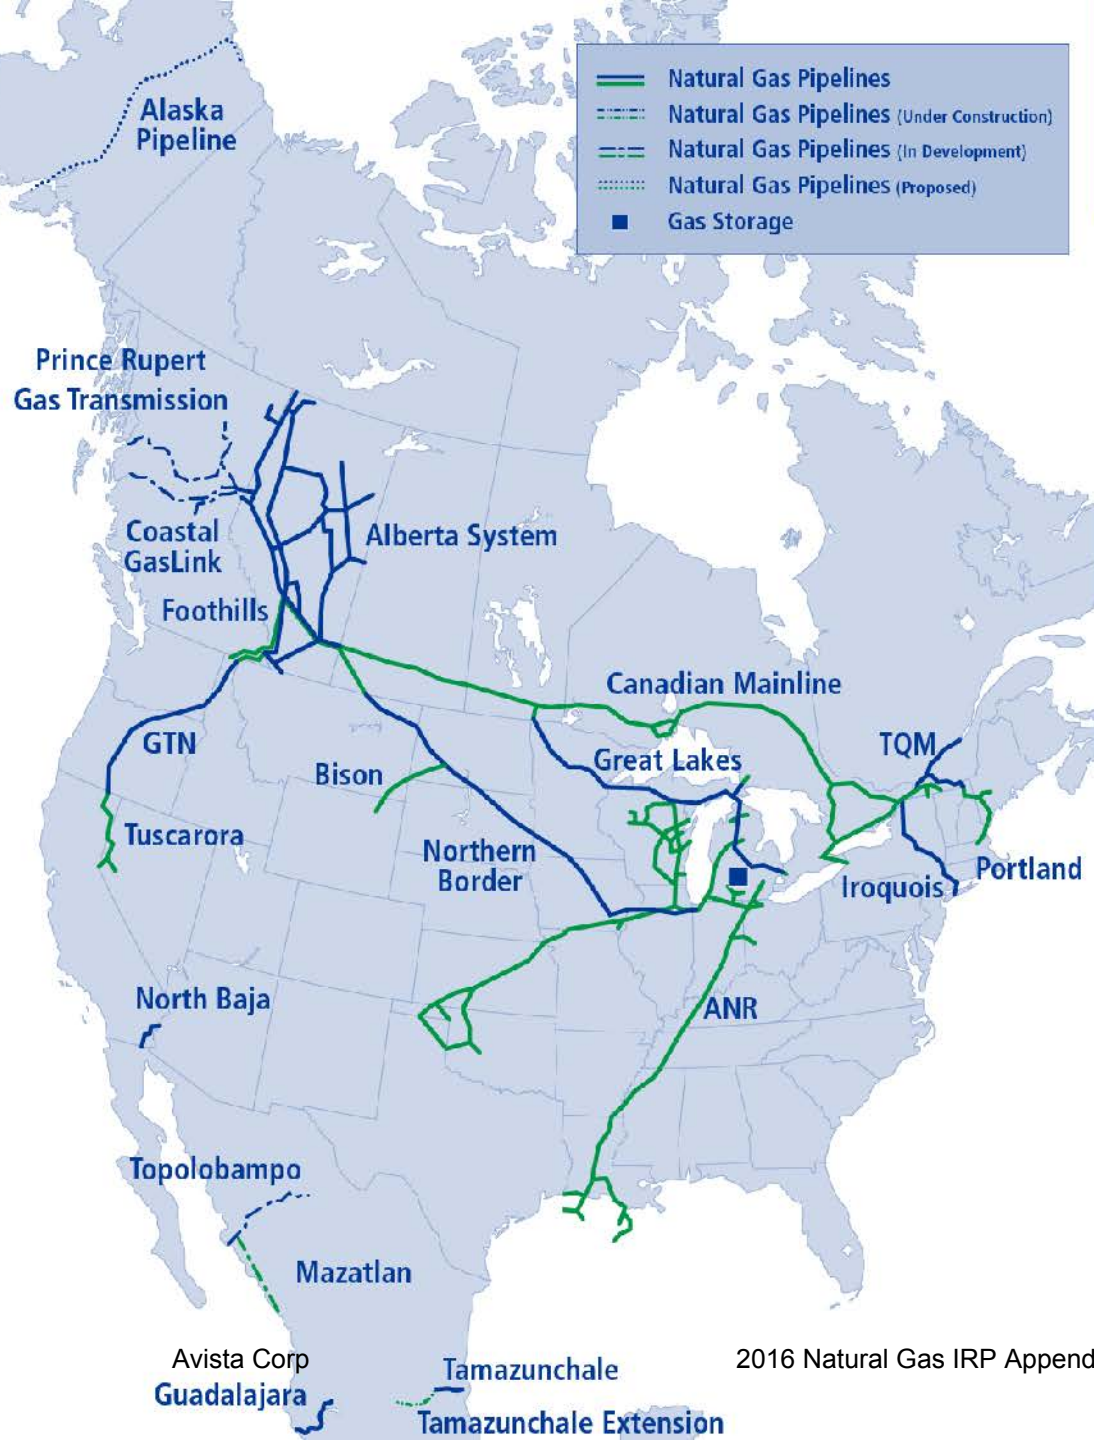 Natural Gas Pipelines
Natural Gas Pipelines (Under Construction)
Natural Gas Pipelines (In Development)
Natural Gas Pipelines (Proposed)
Gas Storage
Alaska
Pipeline
Prince Rupert
Gas Transmission
Coastal
GasLink
Alberta System
Foothills
Canadian Mainline
GTN
TQM
Great Lakes
Bison
Tuscarora
Northern
Border
Portland
Iroquois
North Baja
ANR
Topolobampo
Mazatlan
Avista Corp
2016 Natural Gas IRP Append
Tamazunchale
Guadalajara
Tamazunchale Extension